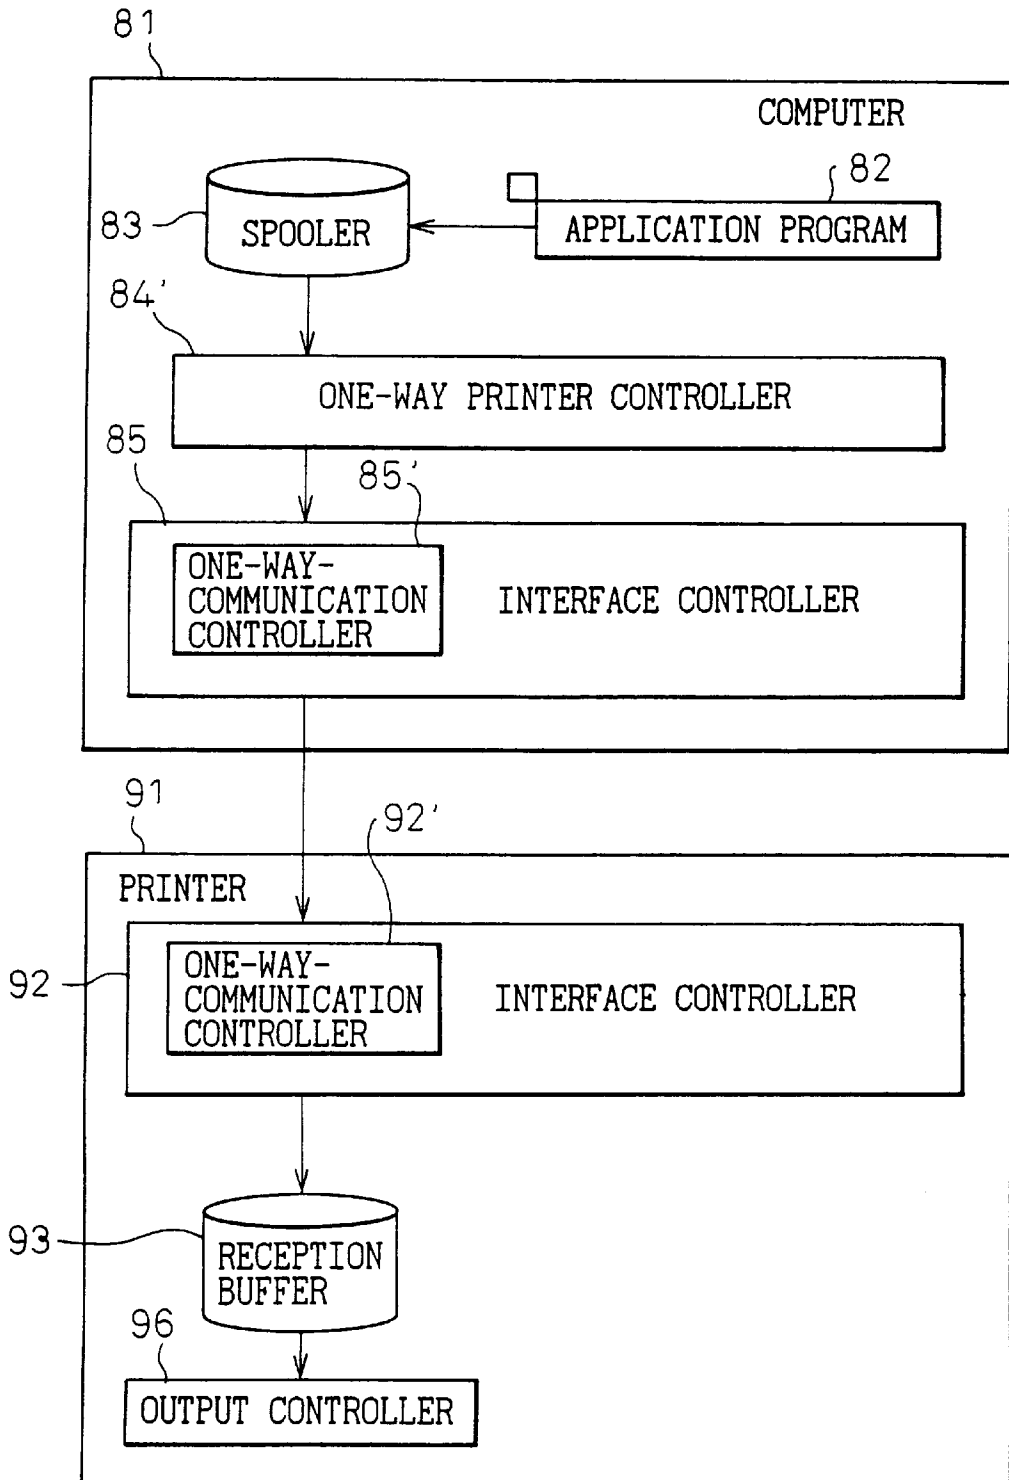 81
COMPUTER
82
83
SPOOLER
APPLICATION PROGRAM
84'
ONE-WAY PRINTER CONTROLLER
85
85'
ONE-WAY-
COMMUNICATION
CONTROLLER
INTERFACE CONTROLLER
91
92'
PRINTER
92
ONE-WAY-
COMMUNICATION
CONTROLLER
INTERFACE CONTROLLER
93
RECEPTION
BUFFER
96
OUTPUT CONTROLLER